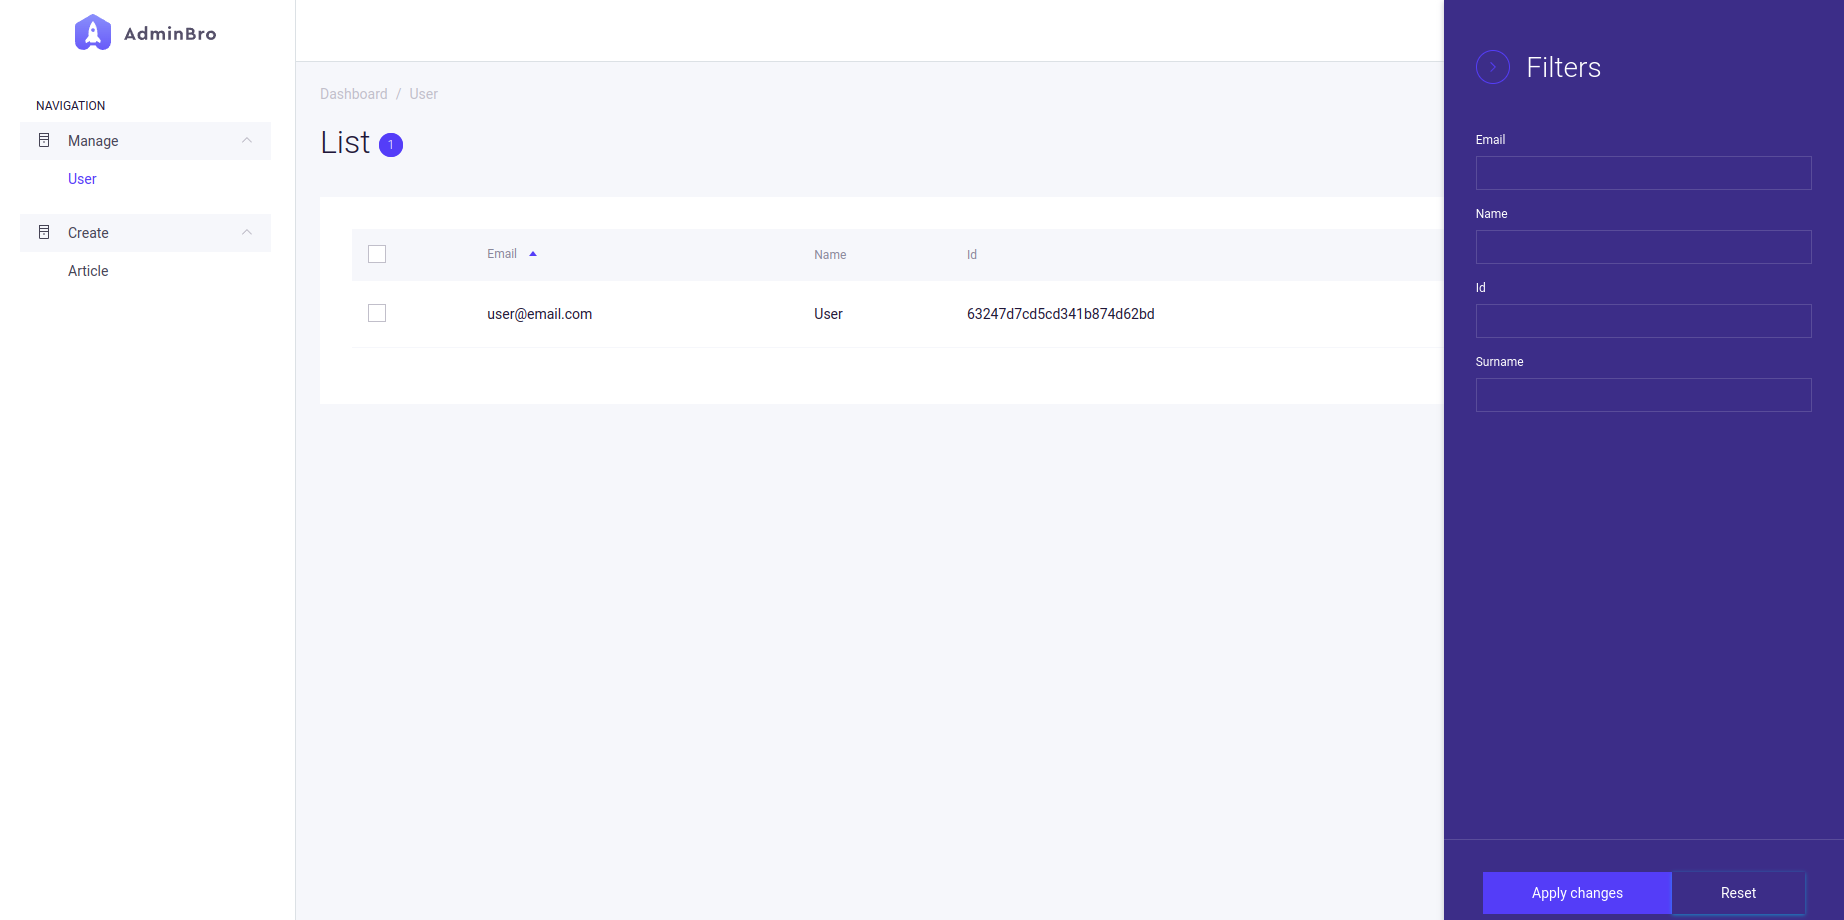 AdminBro
NAVIGATION
Manage
User
Create
Article
Dashboard / User
List 1
Email Name Id
user@email.com User 63247d7cd5cd341b874d62bd
Filters
Email
Name
Id
Surname
Apply changes Reset